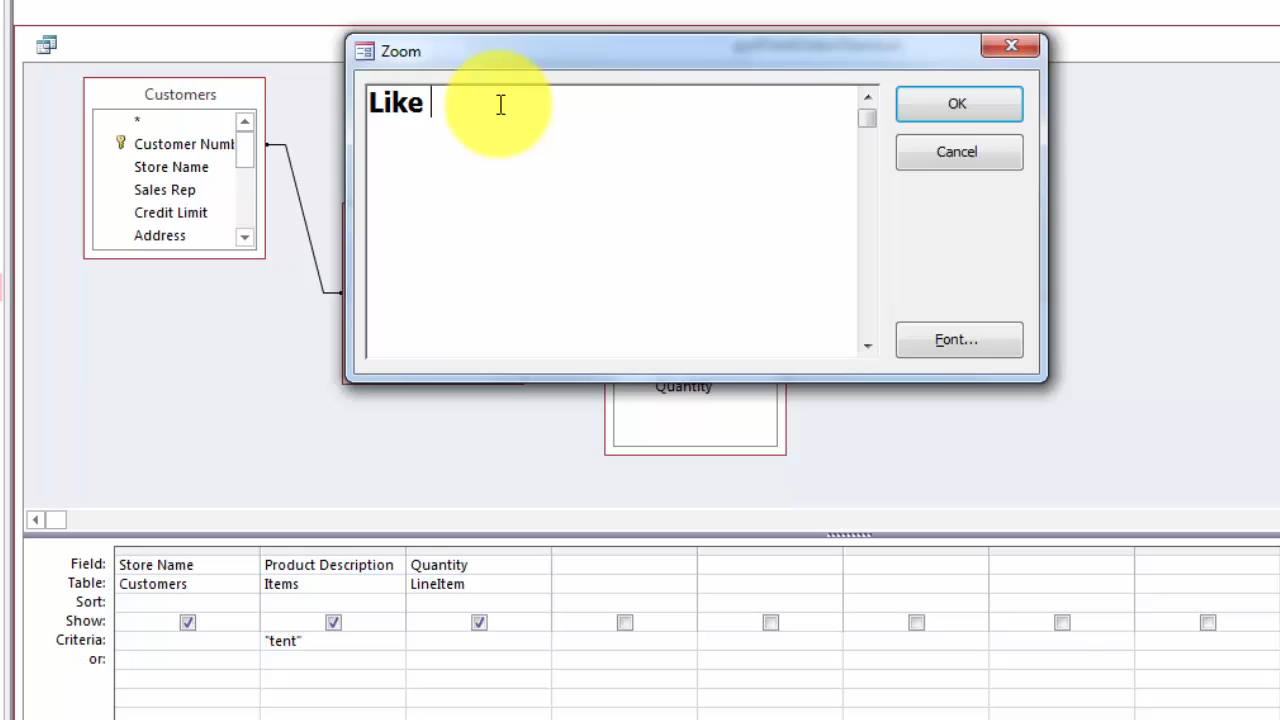 Zoom
Like
OK
Cancel
Font...
Customers
*
Customer Numb
Store Name
Sales Rep
Credit Limit
Address
Quantity
Field: Store Name Product Description Quantity
Table: Customers Items LineItem
Sort:
Show:
Criteria: "tent"
or: